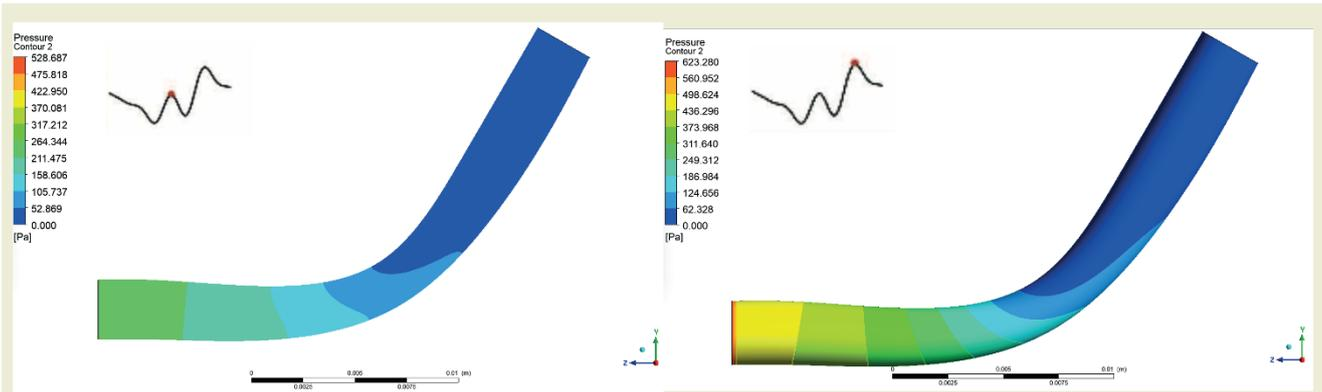 Pressure
Contour 2
528.687
475.818
422.950
370.081
317.212
264.344
211.475
158.606
105.737
52.869
0.000
[Pa]
0
0.005
0.01 (m)
0.0025
0.0075
Y
Z
Pressure
Contour 2
623.280
560.952
498.624
436.296
373.968
311.640
249.312
186.984
124.656
62.328
0.000
[Pa]
0
0.005
0.01 (m)
0.0025
0.0075
Y
Z